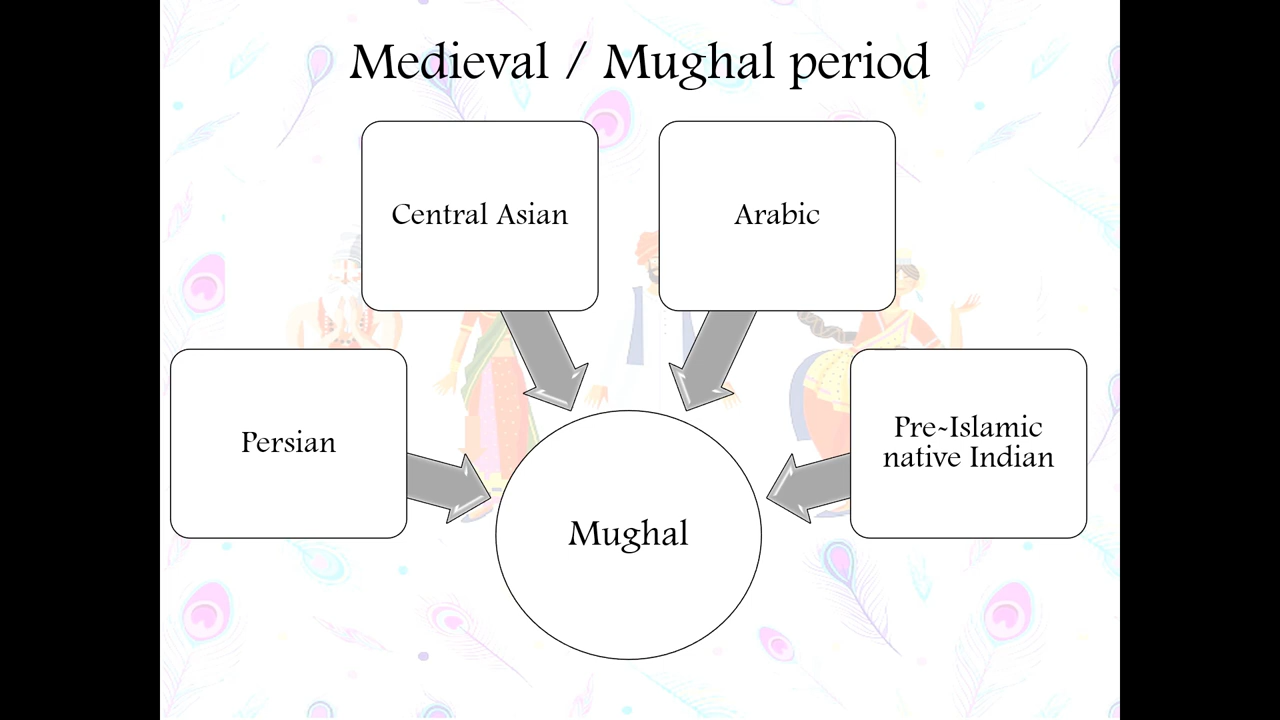 Medieval / Mughal period
Central Asian
Arabic
Persian
Pre-Islamic
native Indian
Mughal